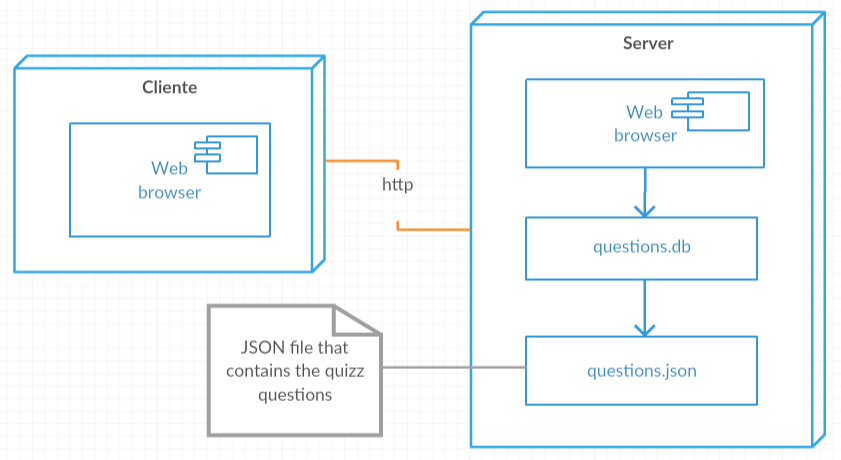 Cliente
Web
browser
http
Server
Web
browser
questions.db
questions.json
JSON file that
contains the quizz
questions